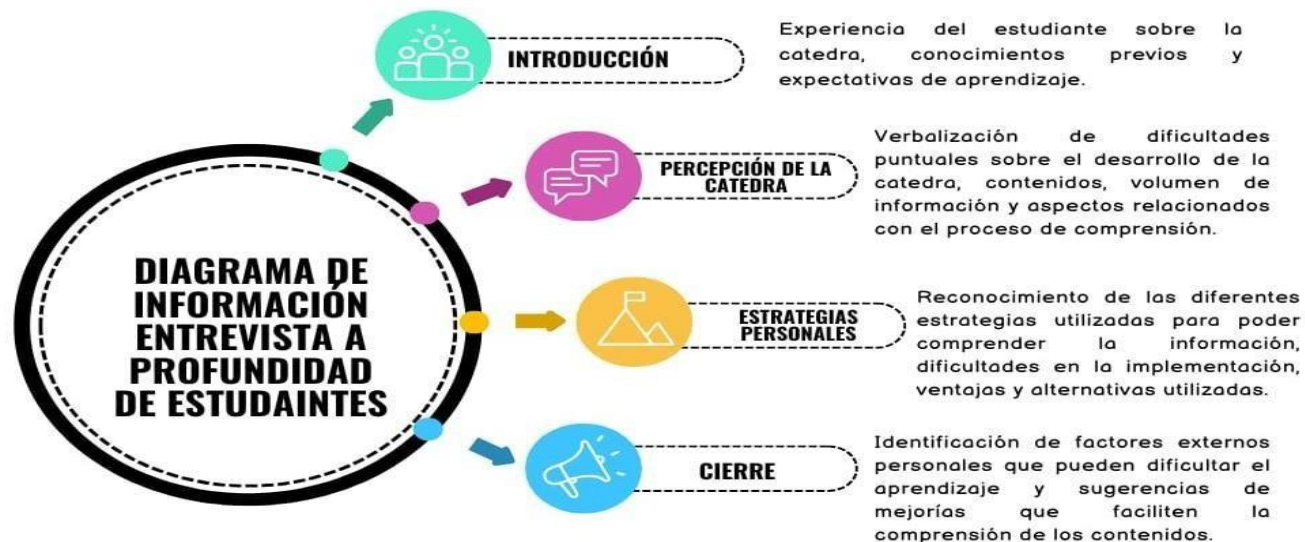 DIAGRAMA DE
INFORMACIÓN
ENTREVISTA A
PROFUNDIDAD
DE ESTUDAINTES
INTRODUCCIÓN
Experiencia del estudiante sobre la
catedra, conocimientos previos y
expectativas de aprendizaje.
PERCEPCIÓN DE LA
CATEDRA
Verbalización de dificultades
puntuales sobre el desarrollo de la
catedra, contenidos, volumen de
información y aspectos relacionados
con el proceso de comprensión.
ESTRATEGIAS
PERSONALES
Reconocimiento de las diferentes
estrategias utilizadas para poder
comprender la información,
dificultades en la implementación,
ventajas y alternativas utilizadas.
CIERRE
Identificación de factores externos
personales que pueden dificultar el
aprendizaje y sugerencias de
mejorías que faciliten la
comprensión de los contenidos.